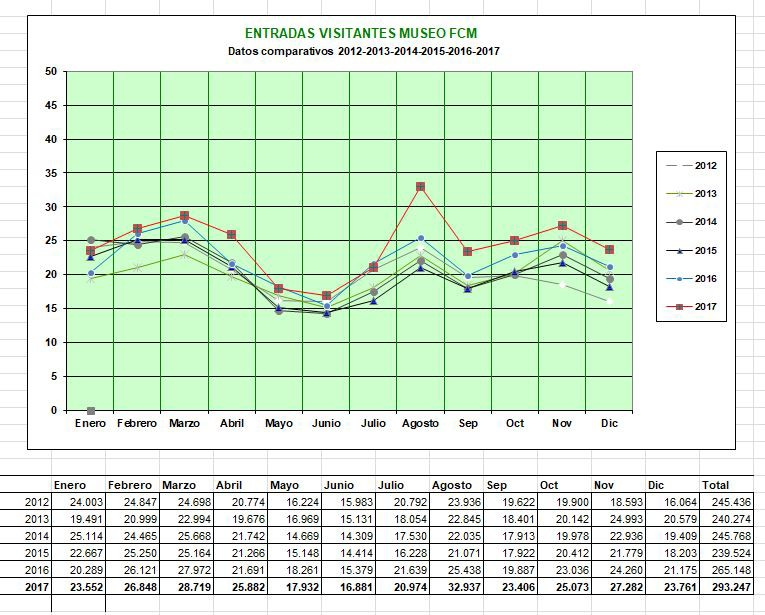 ENTRADAS VISITANTES MUSEO FCM
Datos comparativos 2012-2013-2014-2015-2016-2017
50
45
40
35
30
25
20
15
10
5
0
Enero Febrero Marzo Abril Mayo Junio Julio Agosto Sep Oct Nov Dic
2012
2013
2014
2015
2016
2017
Enero Febrero Marzo Abril Mayo Junio Julio Agosto Sep Oct Nov Dic Total
2012 24.003 24.847 24.698 20.774 16.224 15.983 20.792 23.936 19.622 19.900 18.593 16.064 245.436
2013 19.491 20.999 22.994 19.676 16.969 15.131 18.054 22.845 18.401 20.142 24.993 20.579 240.274
2014 25.114 24.465 25.668 21.742 14.669 14.309 17.530 22.035 17.913 19.978 22.936 19.409 245.768
2015 22.667 25.250 25.164 21.266 15.148 14.414 16.228 21.071 17.922 20.412 21.779 18.203 239.524
2016 20.289 26.121 27.972 21.691 18.261 15.379 21.639 25.438 19.887 23.036 24.260 21.175 265.148
2017 23.552 26.848 28.719 25.882 17.932 16.881 20.974 32.937 23.406 25.073 27.282 23.761 293.247